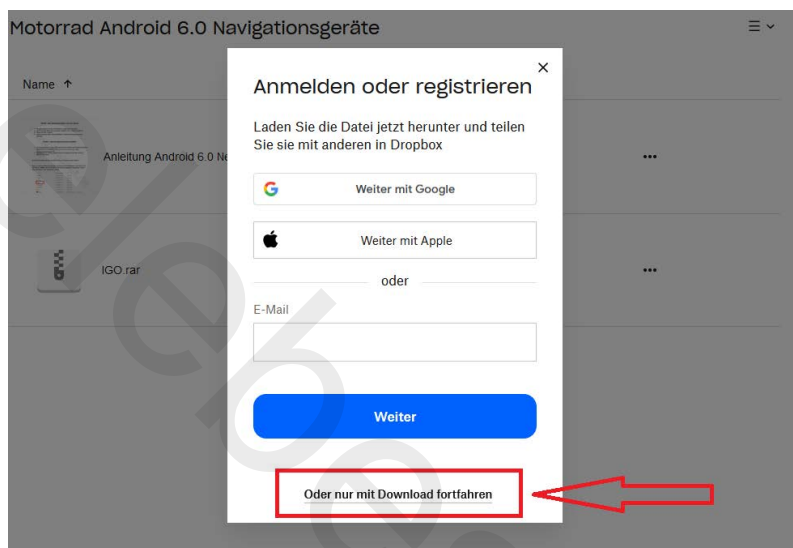 Motorrad Android 6.0 Navigationsgeräte
Name
Anmelden oder registrieren
Laden Sie die Datei jetzt herunter und teilen
Sie sie mit anderen in Dropbox
Anleitung Android 6.0 Ne
Weiter mit Google
Weiter mit Apple
IGO.rar
oder
E-Mail
Weiter
Oder nur mit Download fortfahren